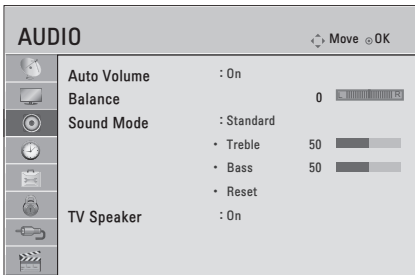 AUDIO Move OK
Auto Volume : On
Balance 0 L R
Sound Mode : Standard
• Treble 50
• Bass 50
• Reset
TV Speaker : On